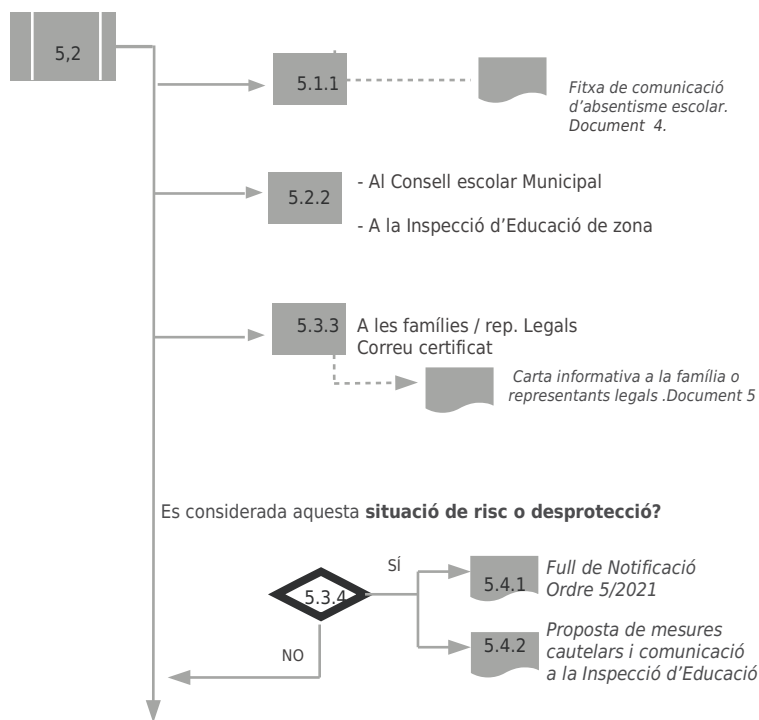 5,2
5.1.1
Fitxa de comunicació
d’absentisme escolar.
Document 4.
5.2.2
- Al Consell escolar Municipal
- A la Inspecció d’Educació de zona
5.3.3
A les famílies / rep. Legals
Correu certificat
Carta informativa a la família o
representants legals .Document 5
Es considerada aquesta situació de risc o desprotecció?
5.3.4
SÍ
5.4.1
Full de Notificació
Ordre 5/2021
5.4.2
Proposta de mesures
cautelars i comunicació
a la Inspecció d’Educació
NO